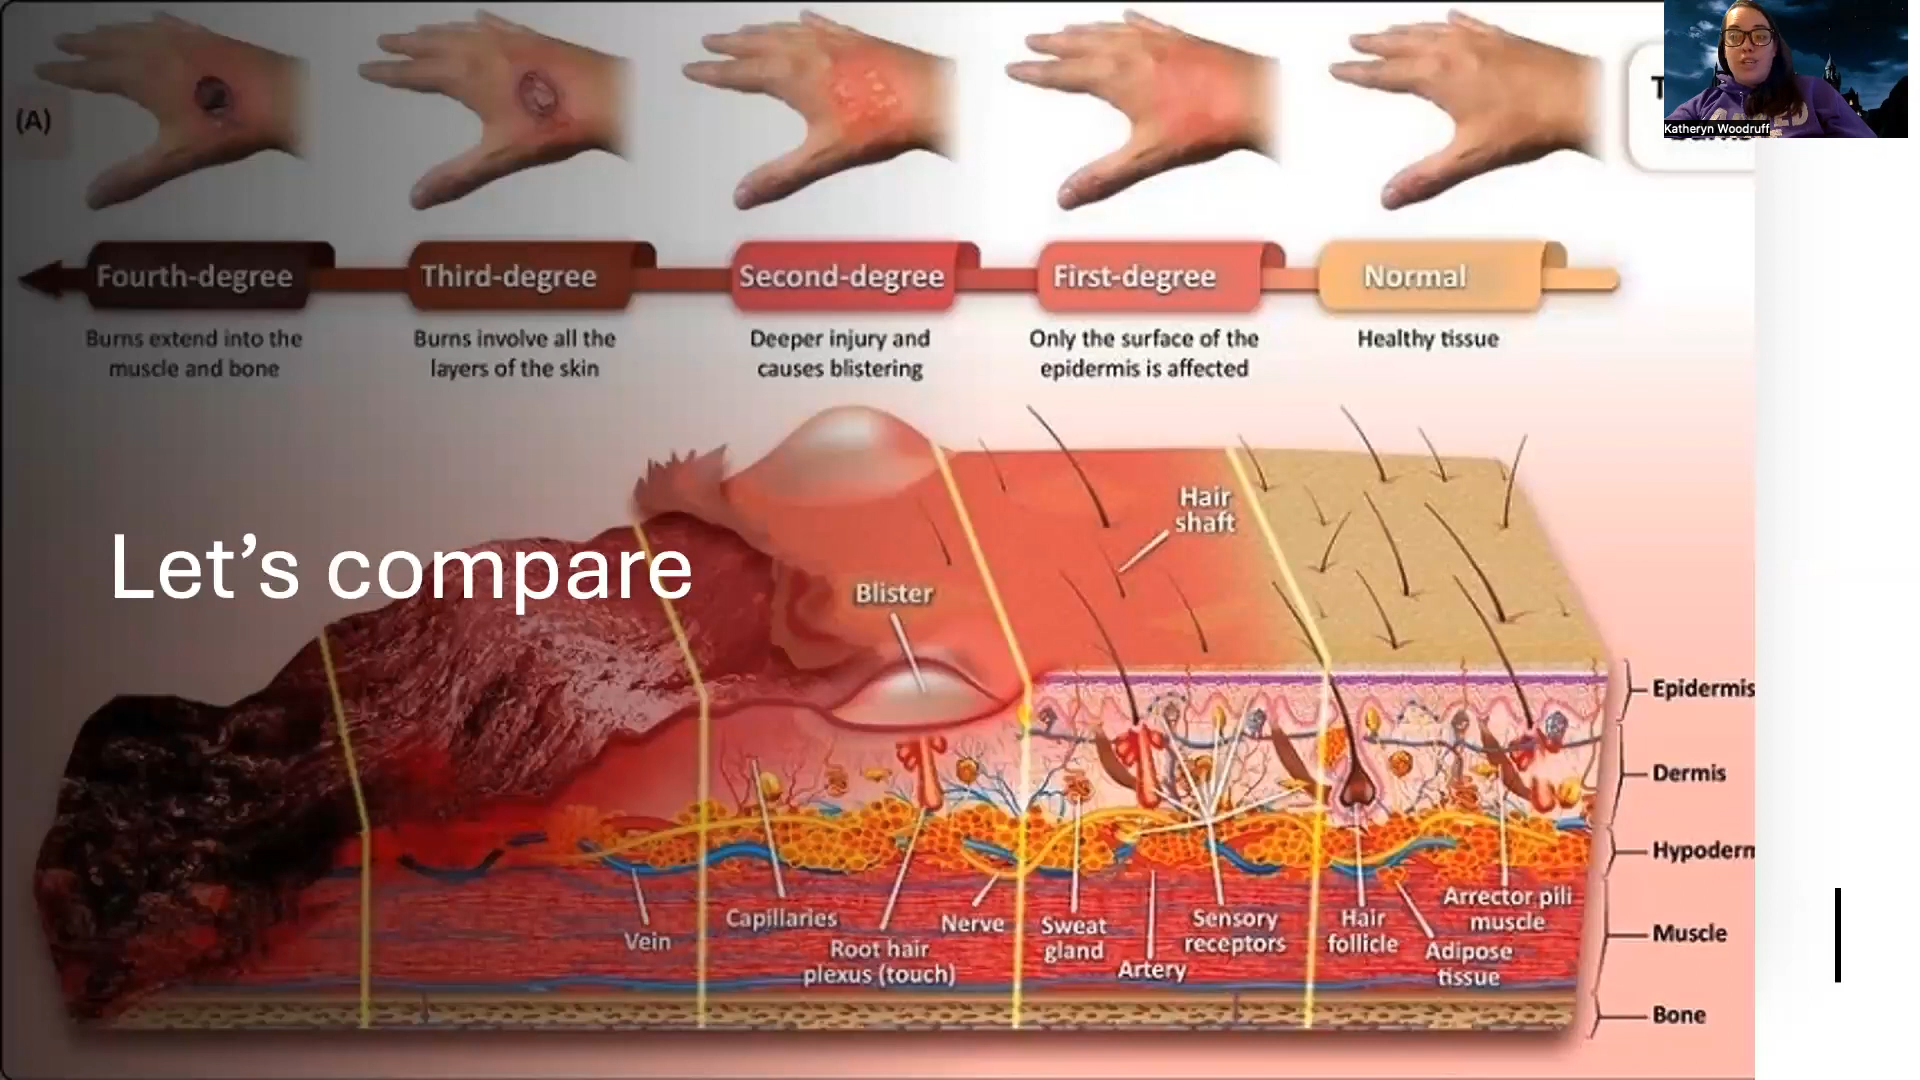 Katheryn Woodruff
(A)
Fourth-degree
Third-degree
Second-degree
First-degree
Normal
Burns extend into the
muscle and bone
Burns involve all the
layers of the skin
Deeper injury and
causes blistering
Only the surface of the
epidermis is affected
Healthy tissue
Let’s compare
Hair
shaft
Blister
Epidermis
Dermis
Hypoderm
Muscle
Bone
Vein
Capillaries
Root hair
plexus (touch)
Nerve
Sweat
gland
Artery
Sensory
receptors
Hair
follicle
Arrector pili
muscle
Adipose
tissue